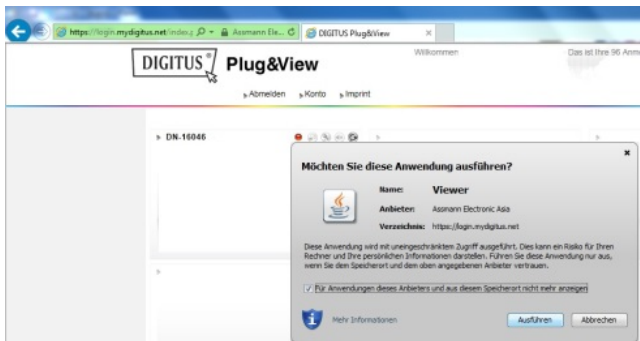 https://login.mydigitus.net/index.
Assmann Ele...
DIGITUS Plug&View
DIGITUS®
Plug&View
Willkommen
Das ist Ihre 96 Anm
Abmelden
Konto
Imprint
DN-16046
Möchten Sie diese Anwendung ausführen?
Name: Viewer
Anbieter: Assmann Electronic Asia
Verzeichnis: https://login.mydigitus.net
Diese Anwendung wird mit uneingeschränktem Zugriff ausgeführt. Dies kann ein Risiko für Ihren
Rechner und Ihre persönlichen Informationen darstellen. Führen Sie diese Anwendung nur aus,
wenn Sie dem Speicherort und dem oben angegebenen Anbieter vertrauen.
Für Anwendungen dieses Anbieters und aus diesem Speicherort nicht mehr anzeigen
Mehr Informationen
Ausführen
Abbrechen